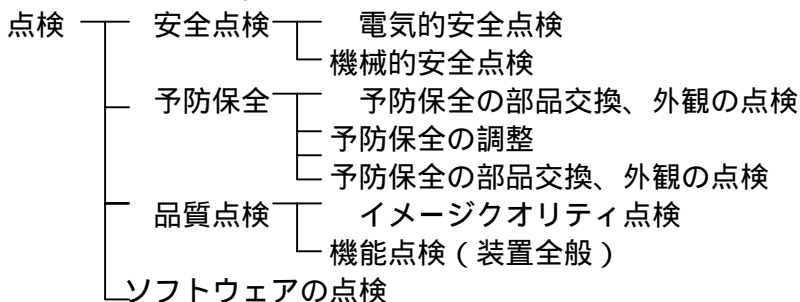 点検 安全点検 電気的安全点検
機械的安全点検
予防保全 予防保全の部品交換、外観の点検
予防保全の調整
予防保全の部品交換、外観の点検
品質点検 イメージクオリティ点検
機能点検（装置全般）
ソフトウェアの点検